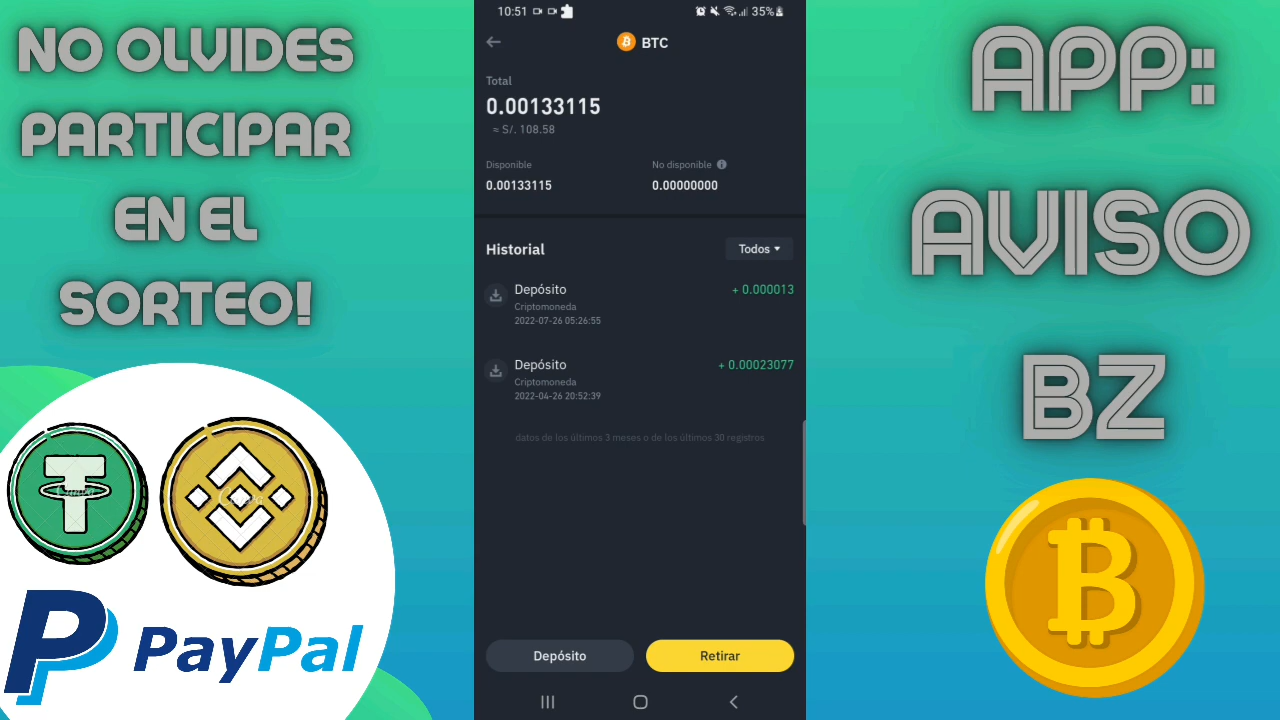 NO OLVIDES
PARTICIPAR
EN EL
SORTEO!
PayPal
10:51
35%
BTC
Total
0.00133115
≈ S/. 108.58
Disponible
No disponible
0.00133115
0.00000000
Historial
Todos
Depósito
+ 0.000013
Criptomoneda
2022-07-26 05:26:55
Depósito
+ 0.00023077
Criptomoneda
2022-04-26 20:52:39
datos de los últimos 3 meses o de los últimos 30 registros
Depósito
Retirar
APP:
AVISO
BZ